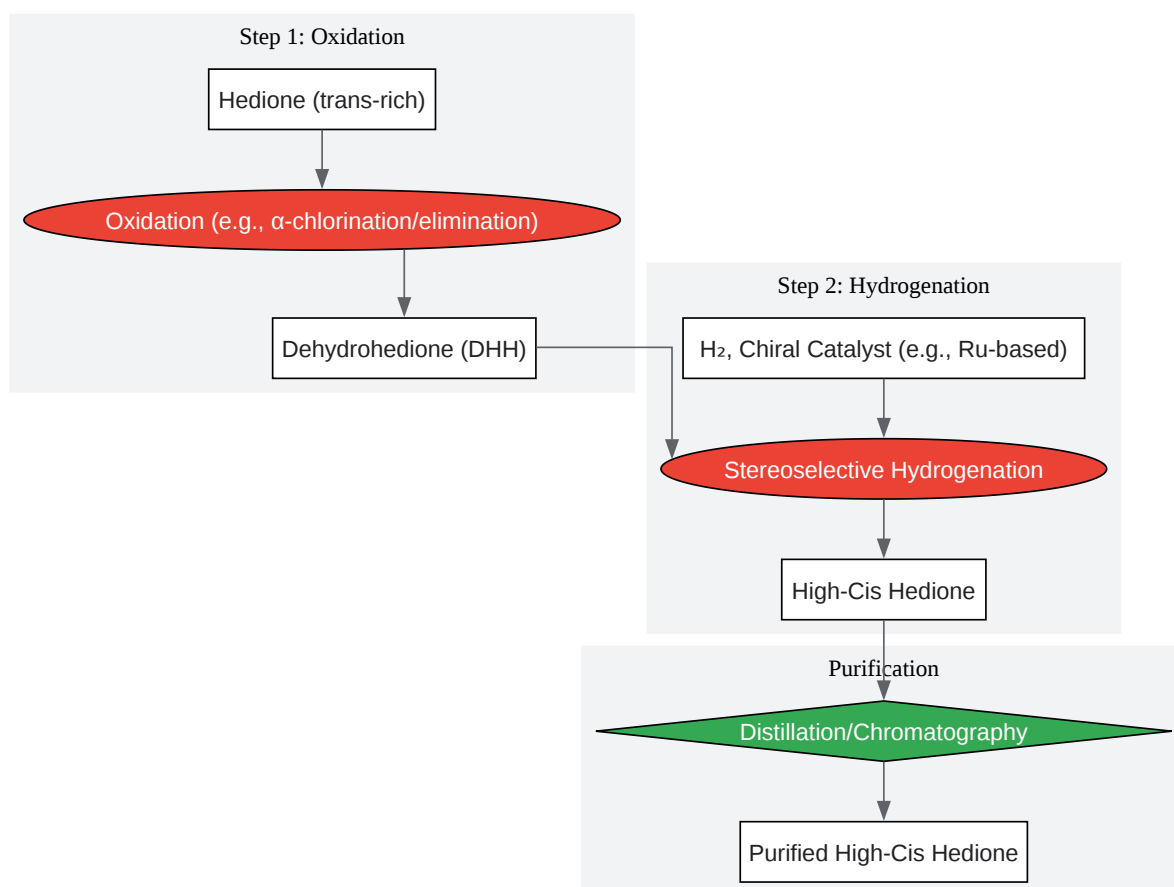 Step 1: Oxidation
Hedione (trans-rich)
Oxidation (e.g., α-chlorination/elimination)
Dehydrohedione (DHH)
Step 2: Hydrogenation
H₂, Chiral Catalyst (e.g., Ru-based)
Stereoselective Hydrogenation
High-Cis Hedione
Purification
Distillation/Chromatography
Purified High-Cis Hedione